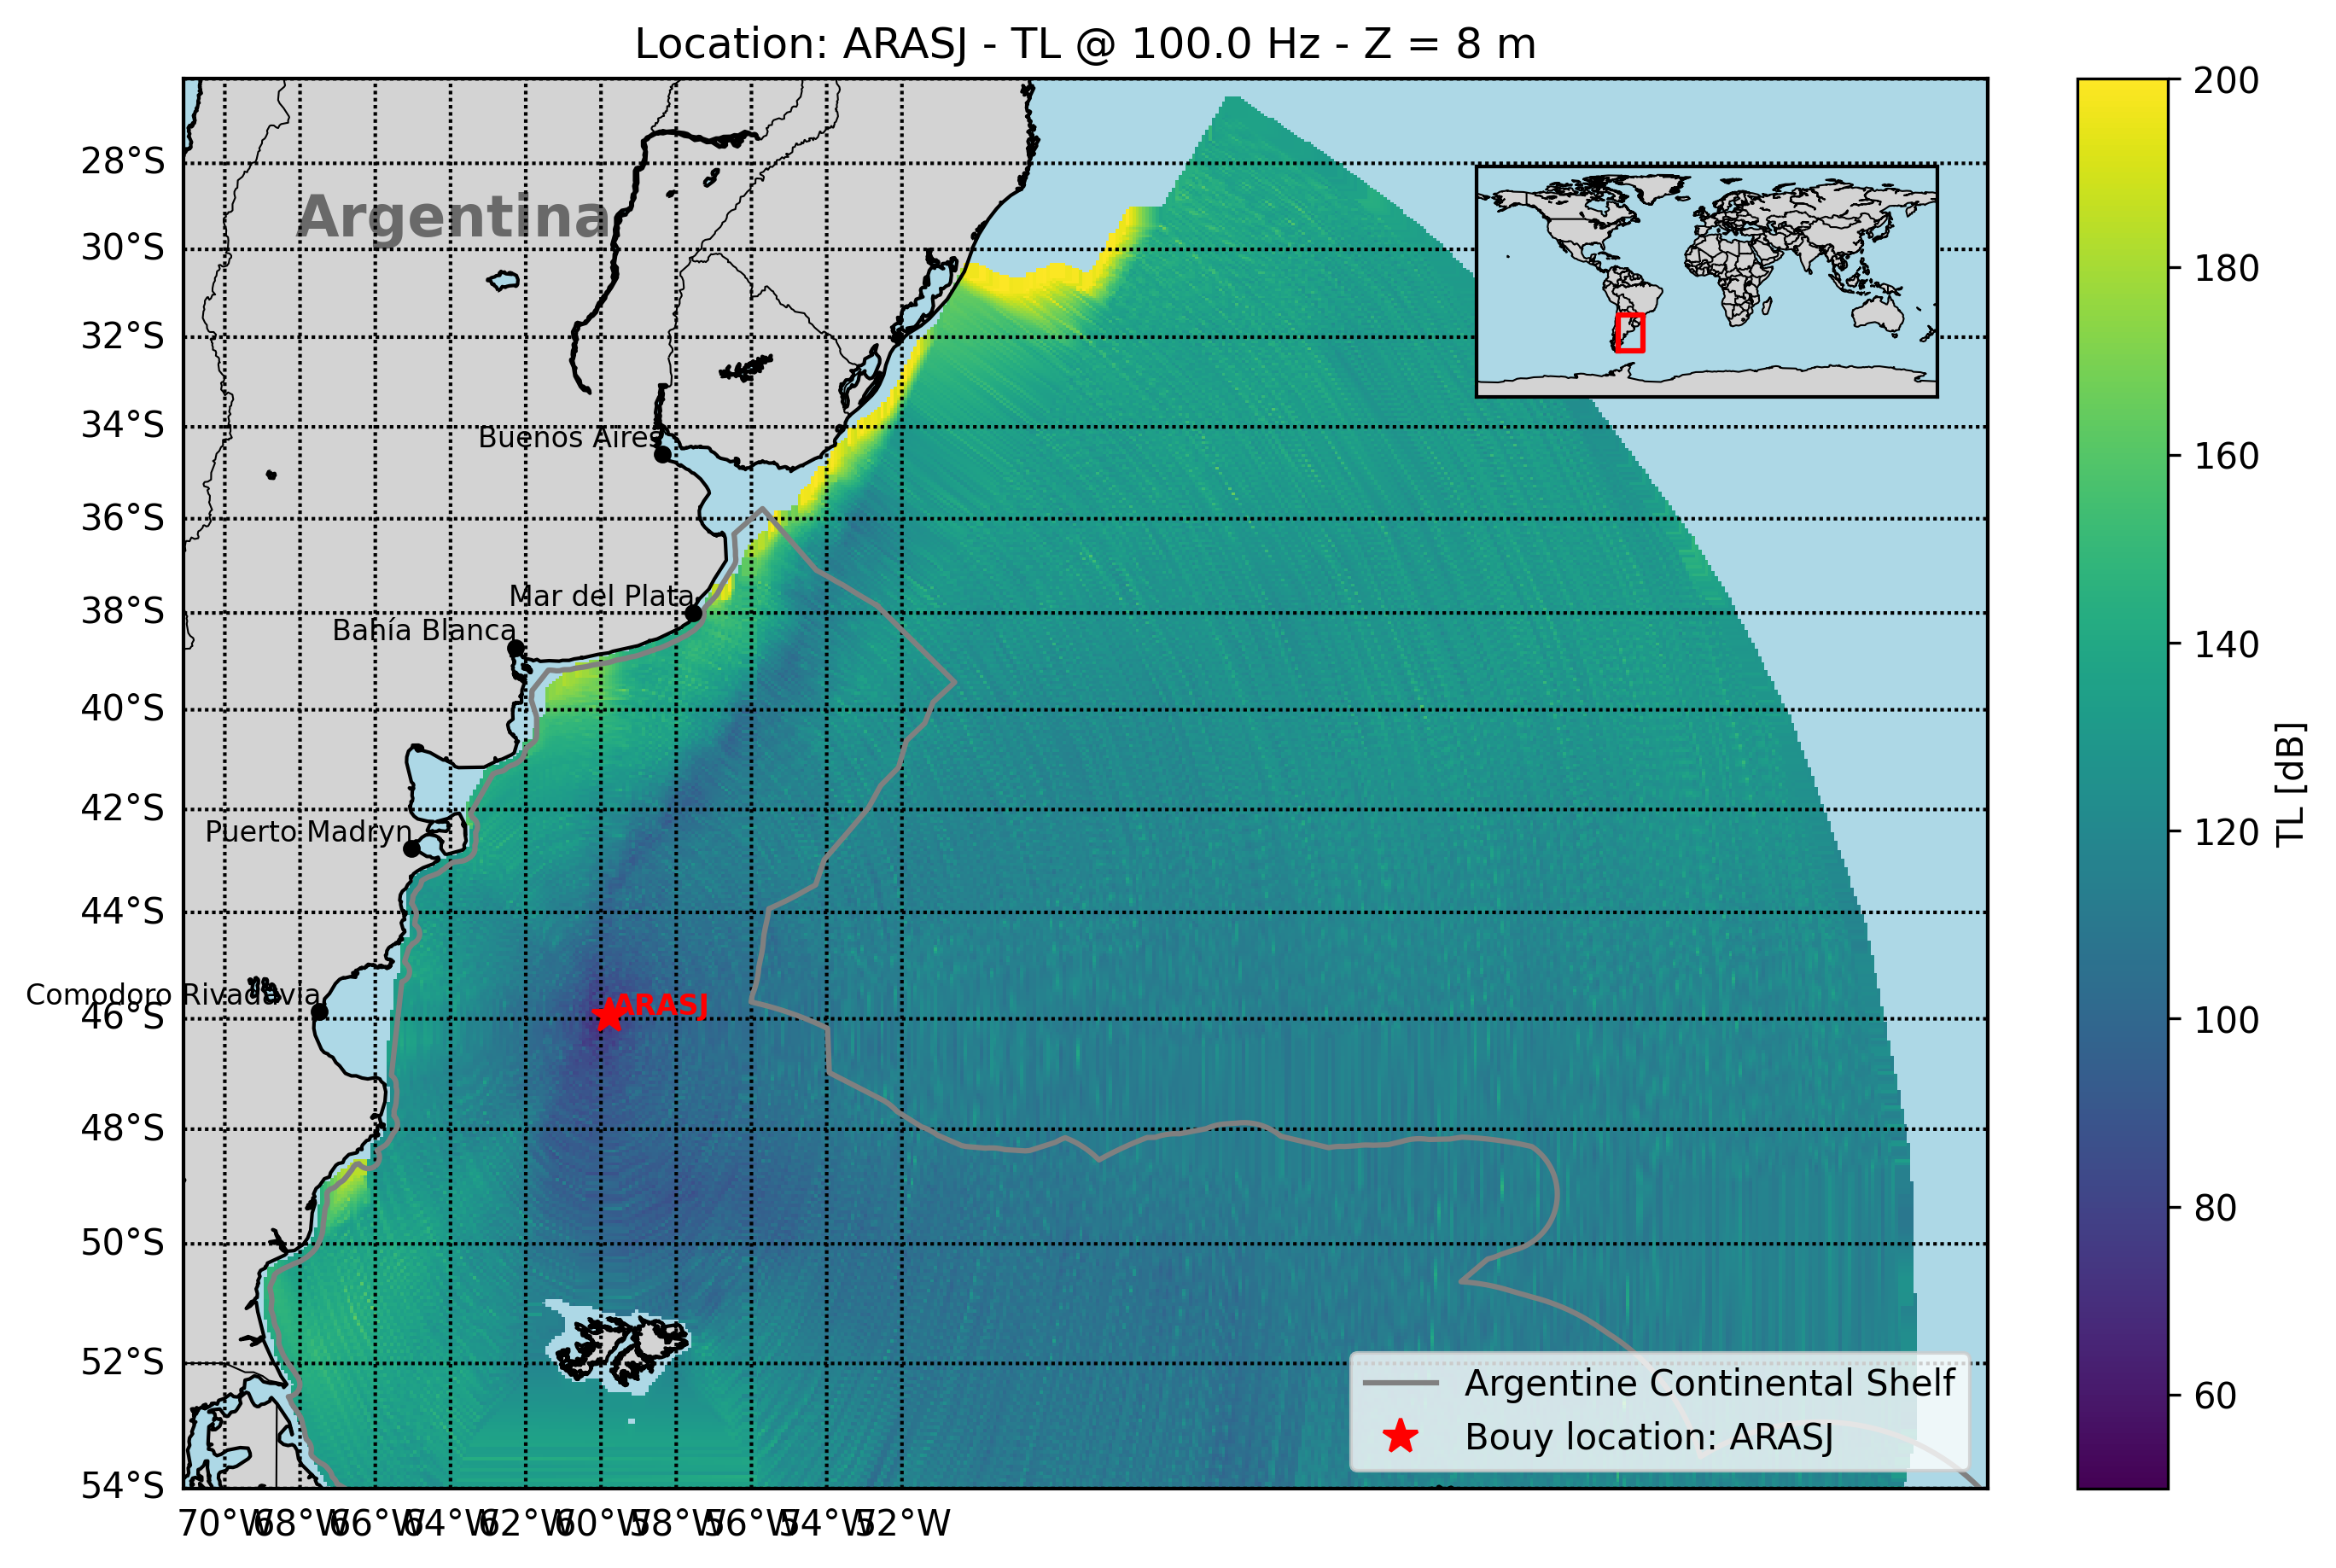 Location: ARASJ - TL @ 100.0 Hz - Z = 8 m
200
28°S
Argentina
180
30°S
32°S
160
34°S
Buenos Aires
36°S
140
38°S
Mar del Plata
Bahía Blanca
TL [dB]
40°S
42°S
120
Puerto Madryn
44°S
Comodoro Rivadavia
46°S
ARASJ
100
48°S
80
50°S
52°S
Argentine Continental Shelf
60
Bouy location: ARASJ
54°S
70°W 68°W 66°W 64°W 62°W 60°W 58°W 56°W 54°W 52°W